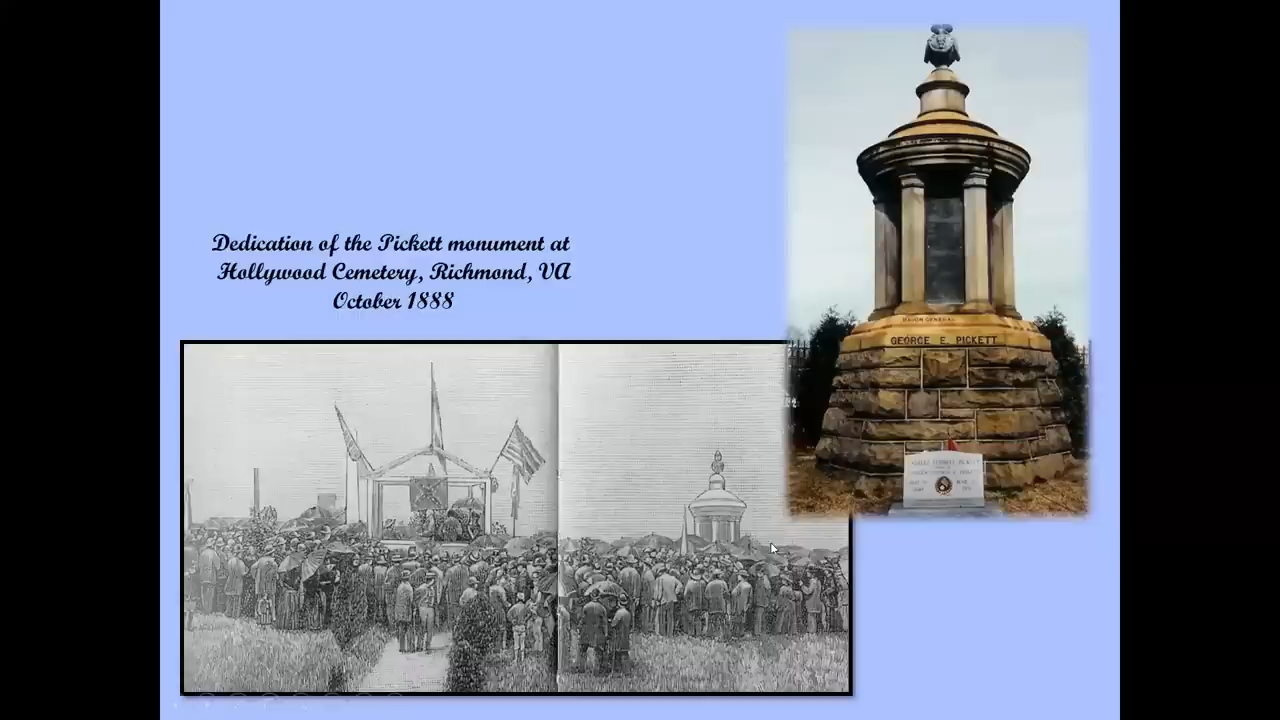 Dedication of the Pickett monument at
Hollywood Cemetery, Richmond, VA
October 1888
MAJOR GENERAL
GEORGE E. PICKETT